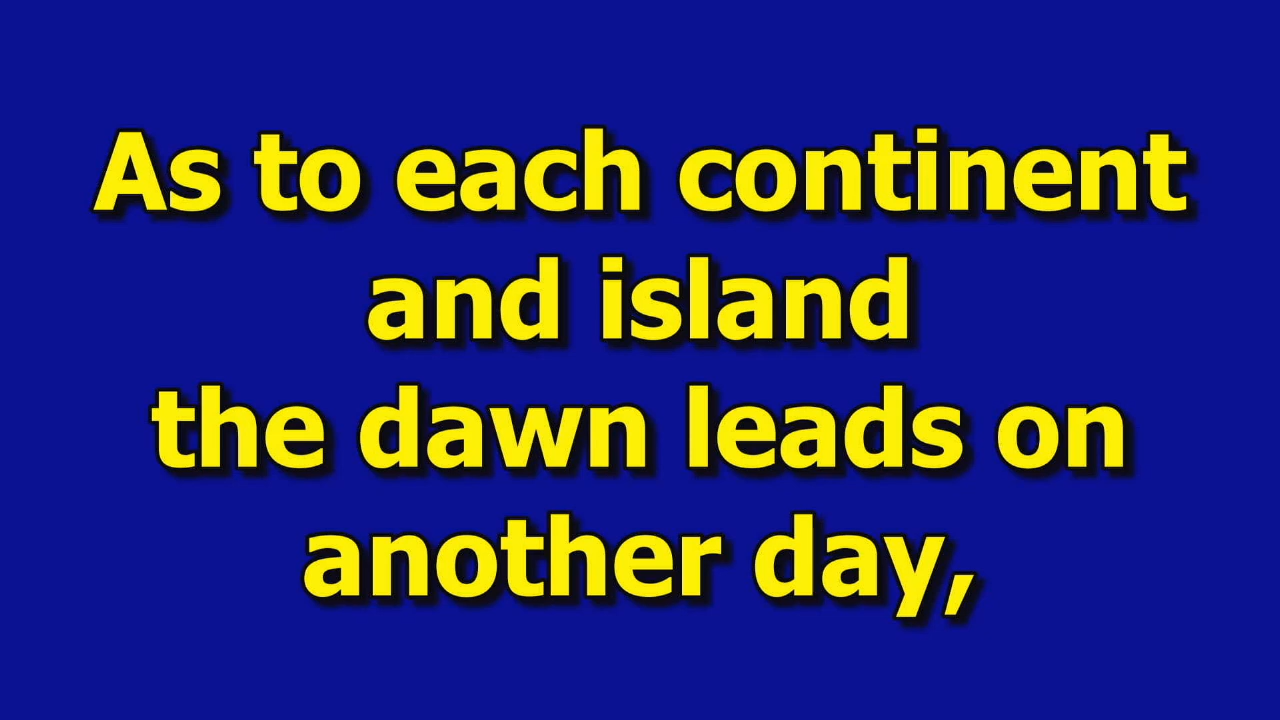 As to each continent
and island
the dawn leads on
another day,